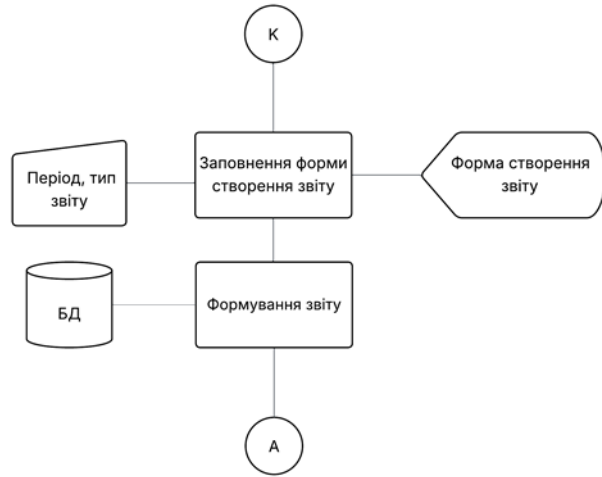 К
Період, тип
звіту
Заповнення форми
створення звіту
Форма створення
звіту
БД
Формування звіту
А